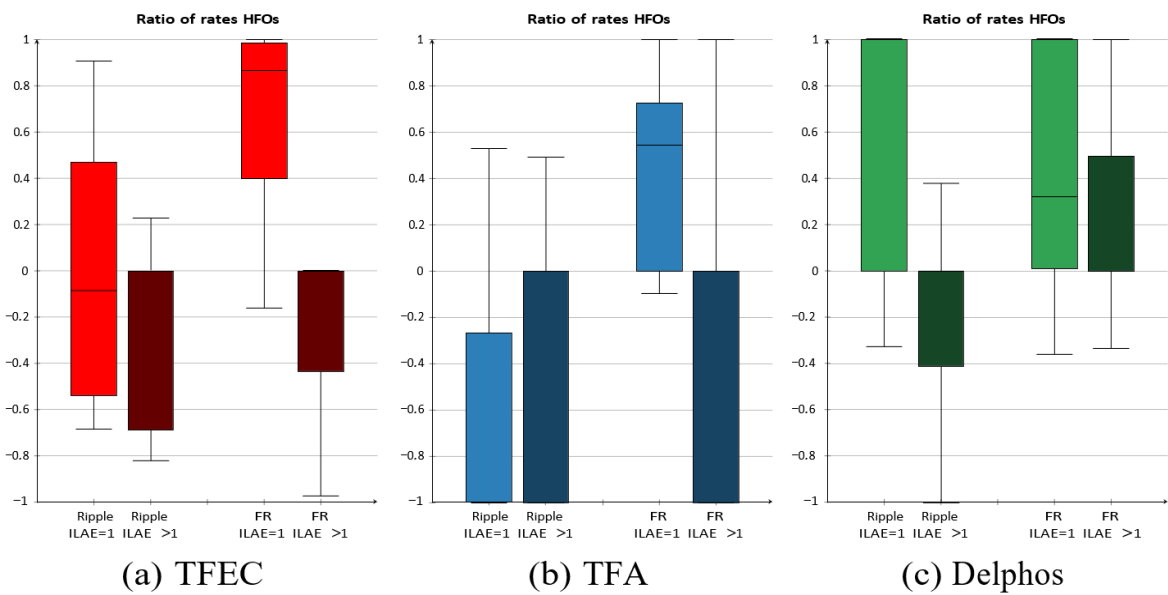 Ratio of rates HFOs
1
0.8
0.6
0.4
0.2
0
−0.2
−0.4
−0.6
−0.8
−1
Ripple Ripple FR FR
ILAE=1 ILAE >1 ILAE=1 ILAE >1
(a) TFEC
Ratio of rates HFOs
1
0.8
0.6
0.4
0.2
0
−0.2
−0.4
−0.6
−0.8
−1
Ripple Ripple FR FR
ILAE=1 ILAE >1 ILAE=1 ILAE >1
(b) TFA
Ratio of rates HFOs
1
0.8
0.6
0.4
0.2
0
−0.2
−0.4
−0.6
−0.8
−1
Ripple Ripple FR FR
ILAE=1 ILAE >1 ILAE=1 ILAE >1
(c) Delphos